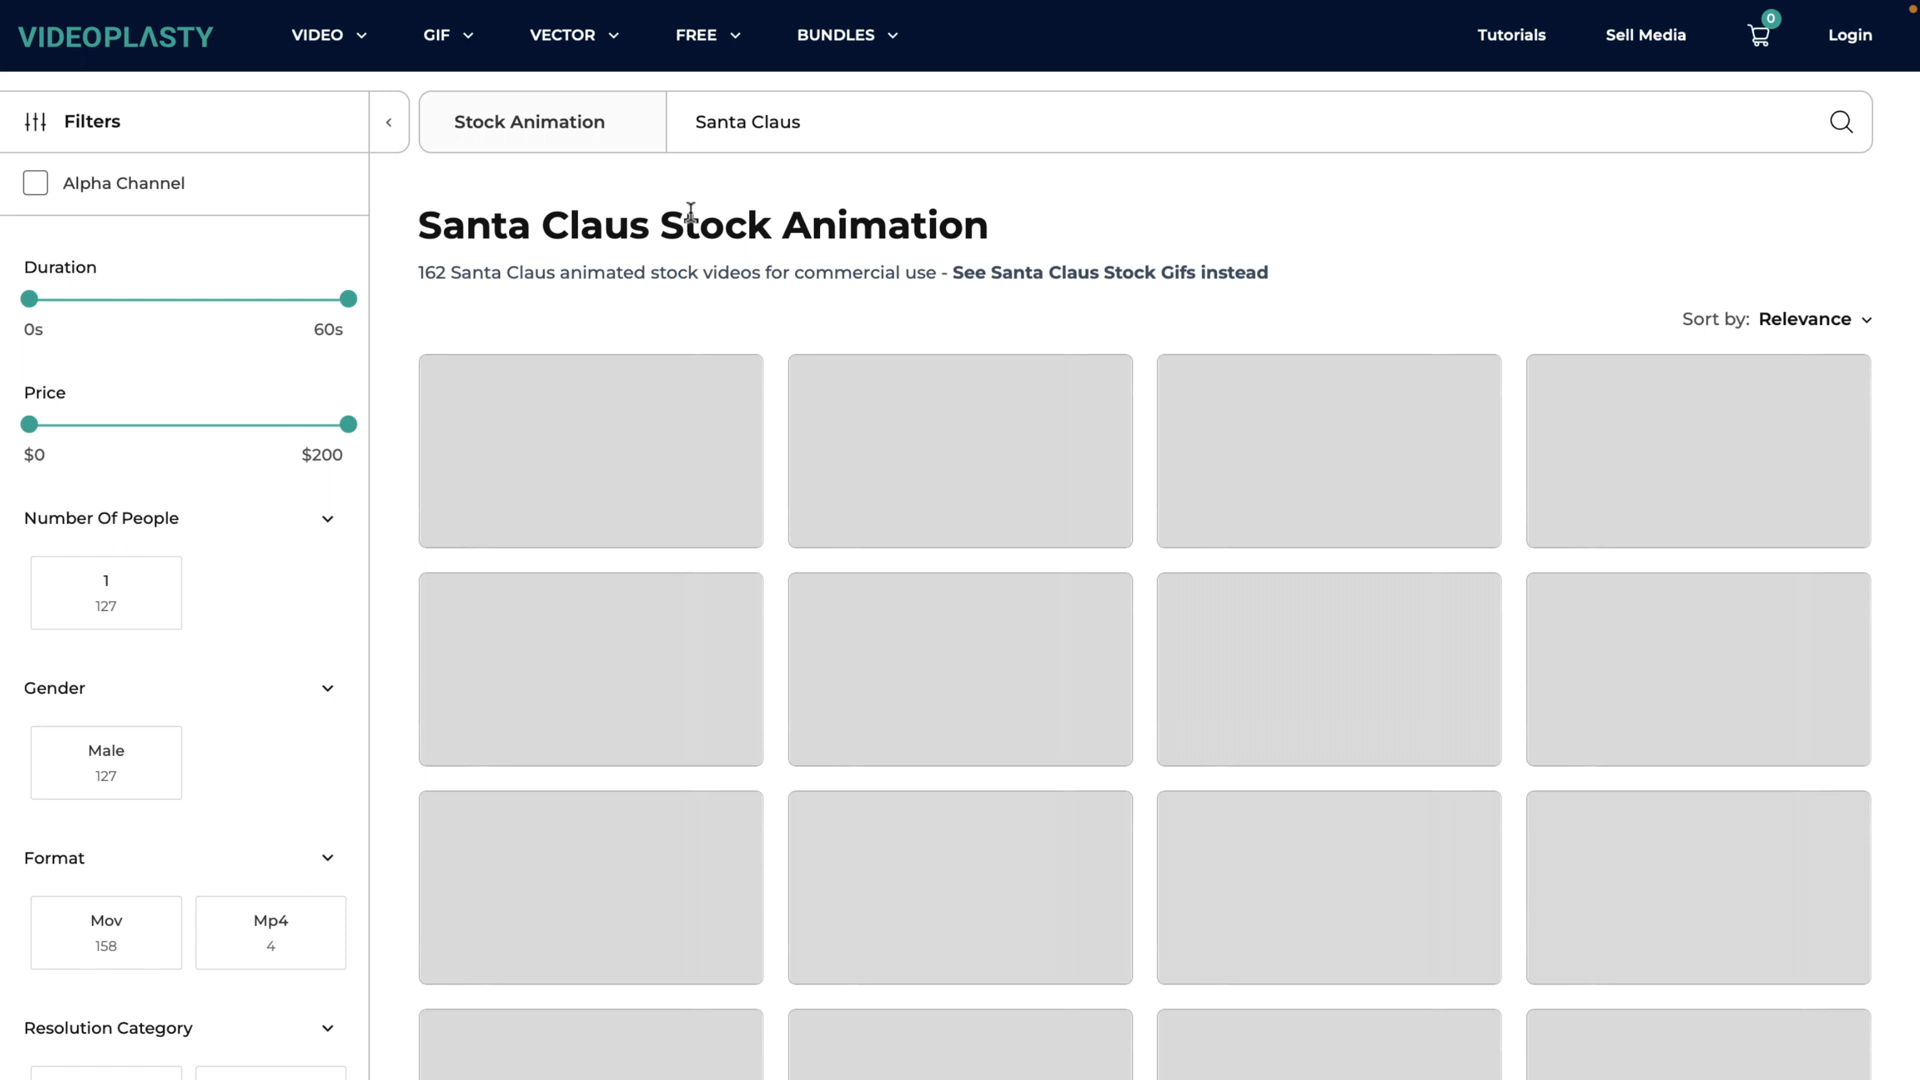 VIDEOPLASTY
VIDEO
GIF
VECTOR
FREE
BUNDLES
Tutorials
Sell Media
0
Login
Filters
Stock Animation
Santa Claus
Alpha Channel
Santa Claus Stock Animation
162 Santa Claus animated stock videos for commercial use - See Santa Claus Stock Gifs instead
Sort by: Relevance
Duration
0s 60s
Price
$0 $200
Number Of People
1
127
Gender
Male
127
Format
Mov Mp4
158 4
Resolution Category